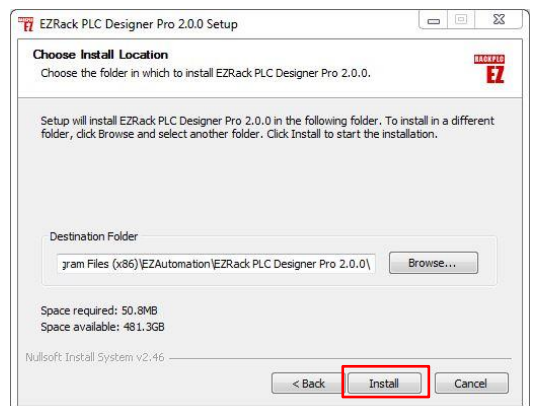 EZRack PLC Designer Pro 2.0.0 Setup
Choose Install Location
Choose the folder in which to install EZRack PLC Designer Pro 2.0.0.
RACKPLC
EZ
Setup will install EZRack PLC Designer Pro 2.0.0 in the following folder. To install in a different
folder, click Browse and select another folder. Click Install to start the installation.
Destination Folder
gram Files (x86)\EZAutomation\EZRack PLC Designer Pro 2.0.0\
Browse...
Space required: 50.8MB
Space available: 481.3GB
Nullsoft Install System v2.46
< Back
Install
Cancel